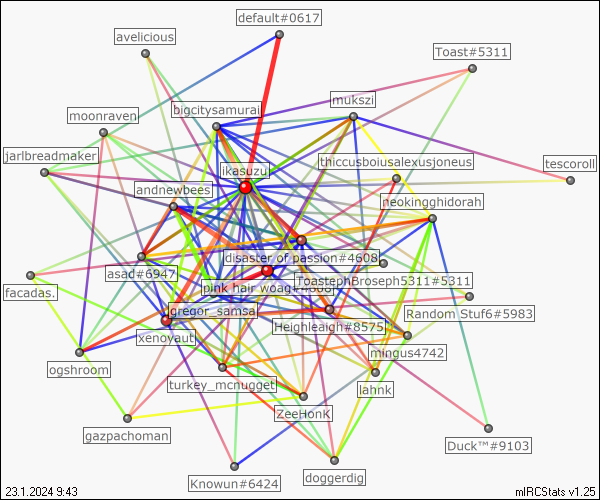 default#0617
avelicious
Toast#5311
mukszi
bigcitysamurai
moonraven
jarlbreadmaker
thiccusboiusalexusjoneus
tescoroll
ikasuzu
andnewbees
neokingghidorah
disaster of passion#4608
asad#6947
ToastephBroseph5311#5311
pink hair woag
facadas.
gregor_samsa
Random Stuf6#5983
Heighleigh#8575
xenoyaut
mingus4742
ogshroom
turkey_mcnugget
lahnk
ZeeHonK
gazpachoman
Duck™#9103
Knowun#6424
doggerdig
23.1.2024 9:43
mIRCStats v1.25